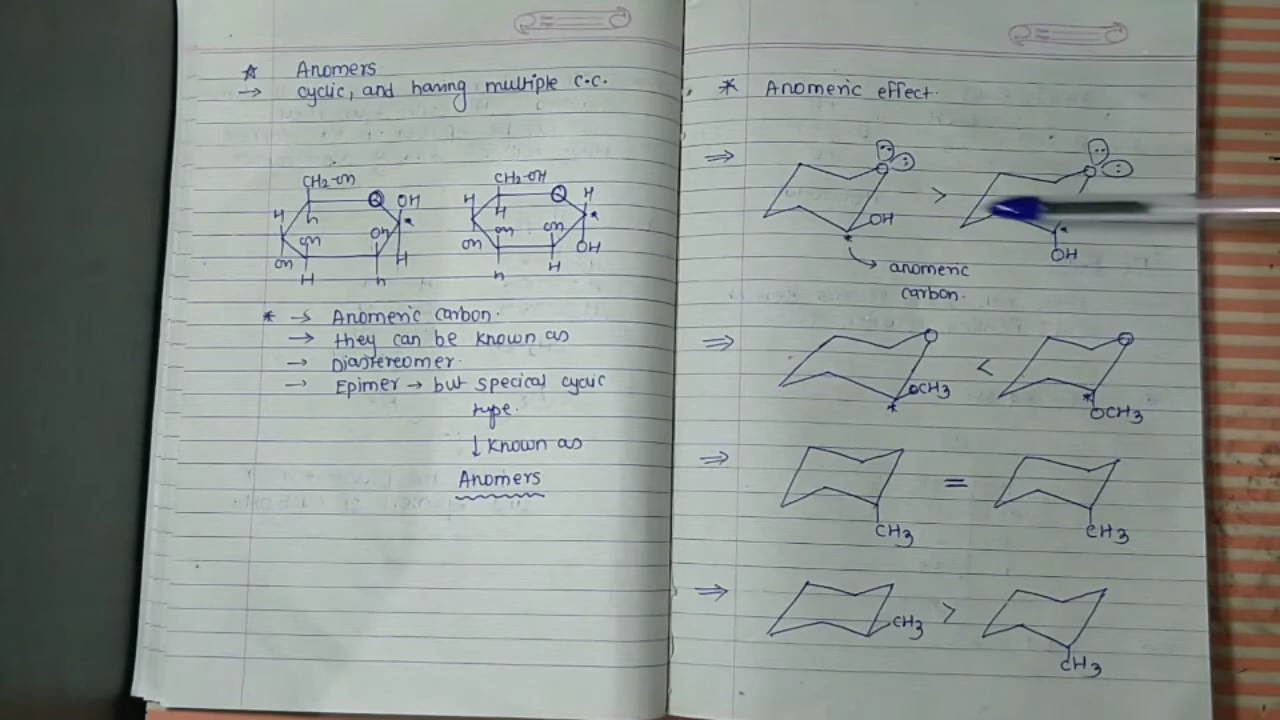 ☆ Anomers
→ cyclic, and having multiple c.c.
CH2-OH
O
OH
H
H
*
OH
OH
OH
H
H
H
CH2-OH
O
H
H
H
*
OH
OH
OH
OH
H
H
* → Anomeric carbon.
→ they can be known as
→ Diastereomer.
→ Epimer → but specical cyclic
type.
↓ known as
Anomers
* Anomeric effect.
⇒ O : : OH * > O : : * OH
→ anomeric
carbon.
⇒ O OCH3 * < O * OCH3
⇒ CH3 = CH3
⇒ CH3 > CH3